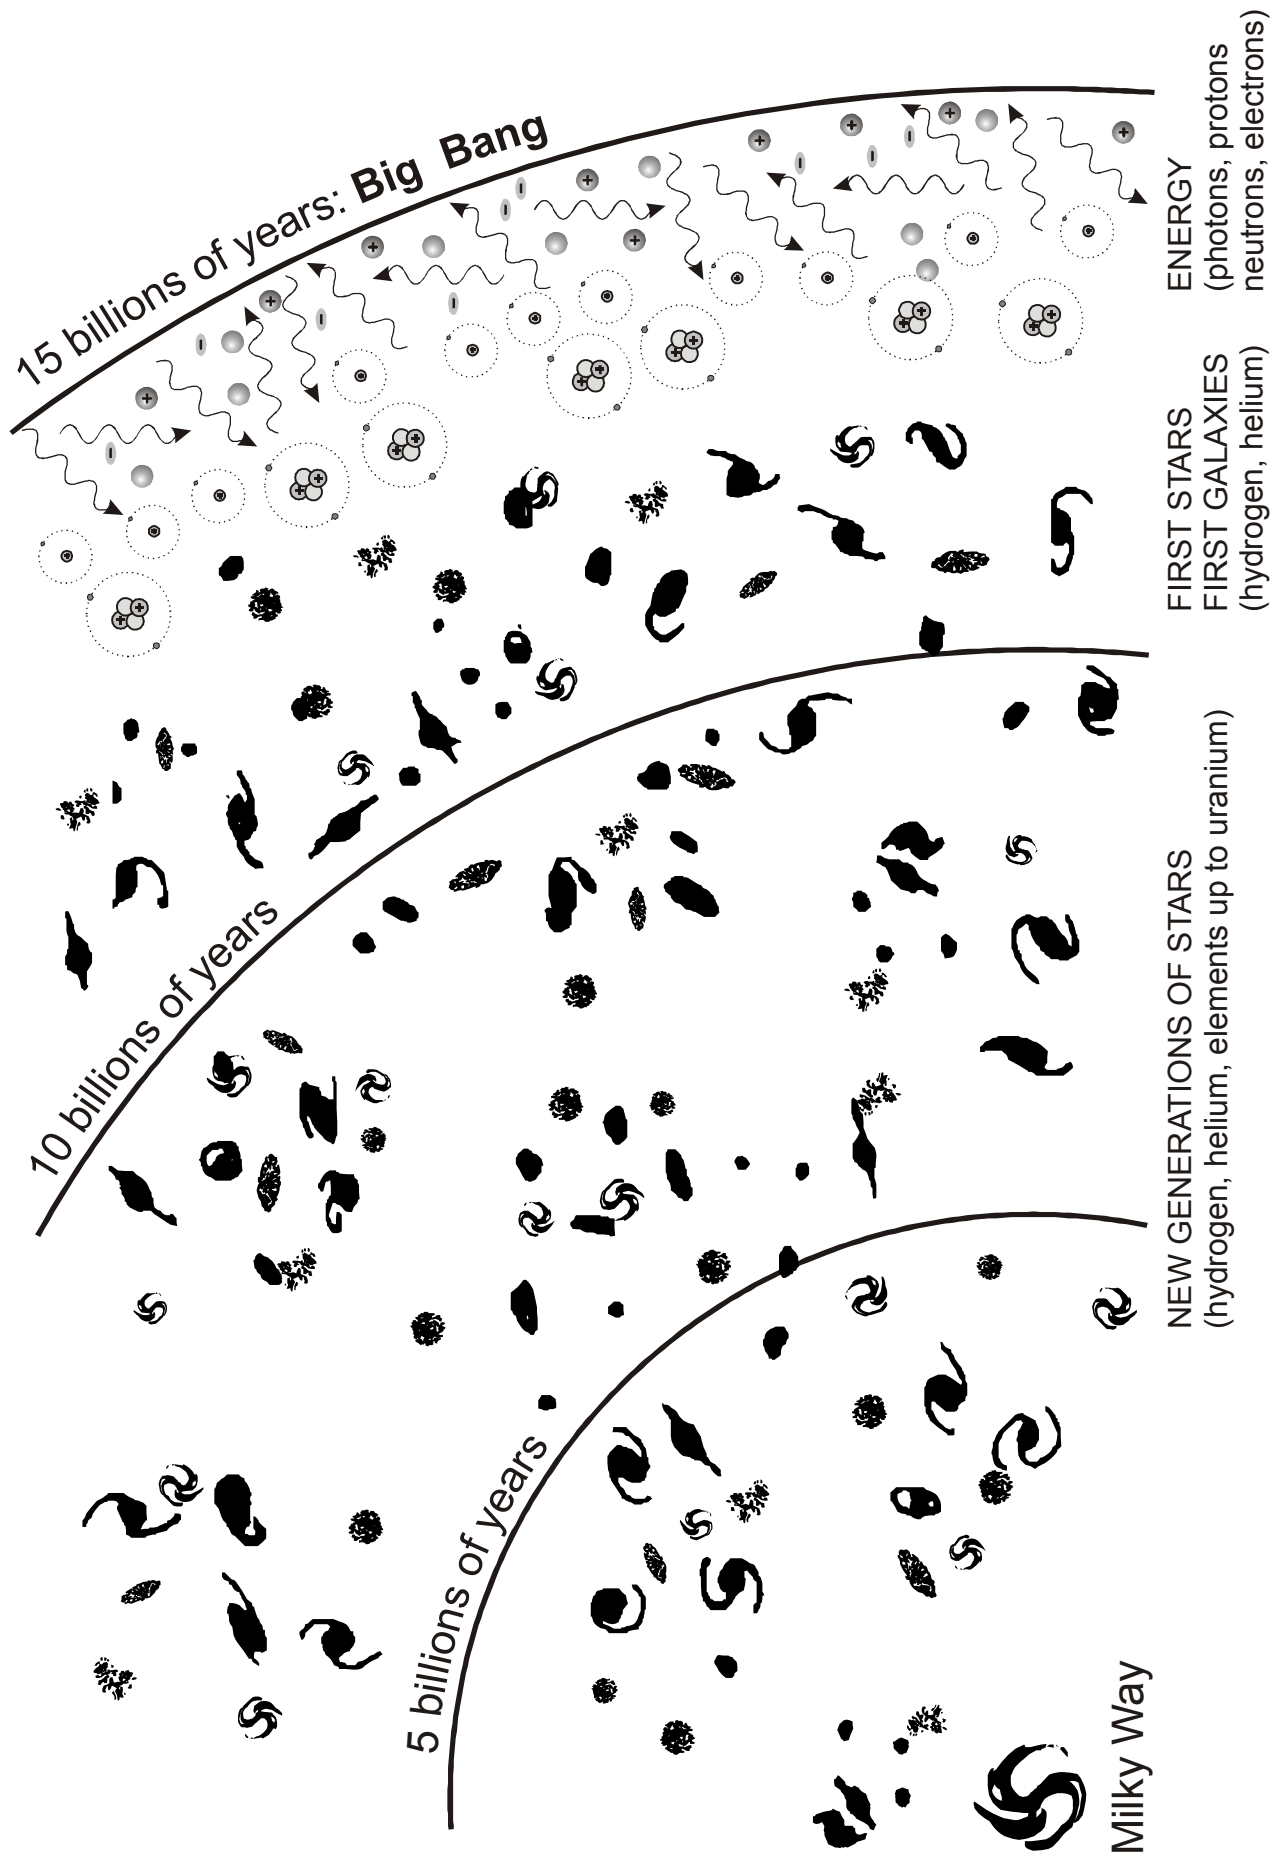 15 billions of years: Big Bang
10 billions of years
5 billions of years
Milky Way
NEW GENERATIONS OF STARS
(hydrogen, helium, elements up to uranium)
FIRST STARS
FIRST GALAXIES
(hydrogen, helium)
ENERGY
(photons, protons
neutrons, electrons)